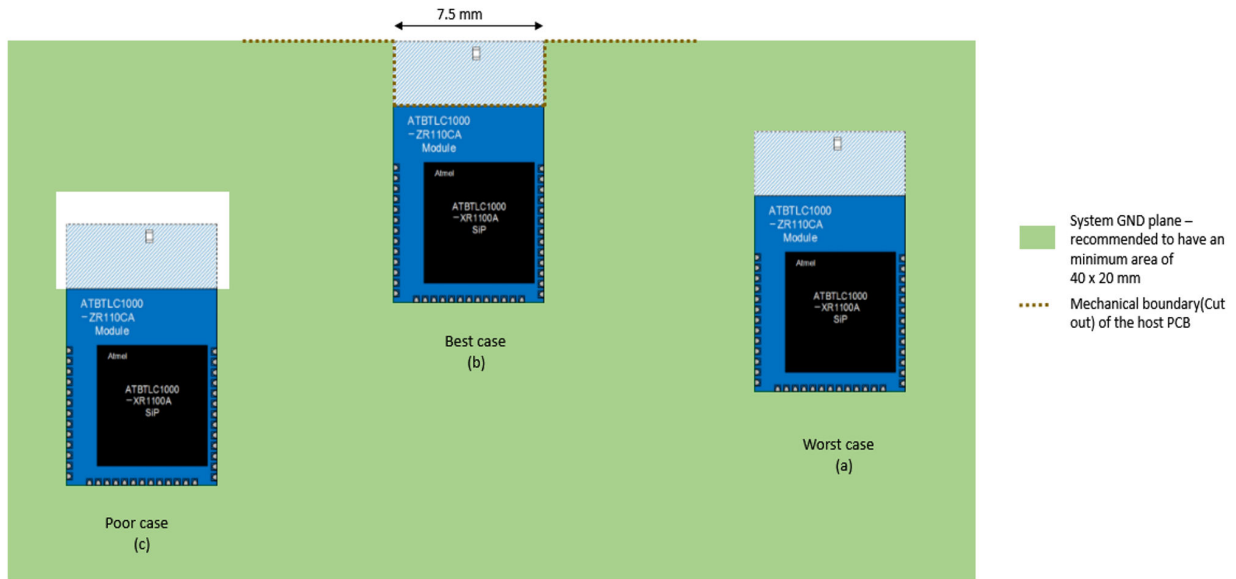 7.5 mm
ATBTLC1000
-ZR110CA
Module
Atmel
ATBTLC1000
-XR1100A
SiP
Best case
(b)
ATBTLC1000
-ZR110CA
Module
Atmel
ATBTLC1000
-XR1100A
SiP
Worst case
(a)
ATBTLC1000
-ZR110CA
Module
Atmel
ATBTLC1000
-XR1100A
SiP
Poor case
(c)
System GND plane –
recommended to have an
minimum area of
40 x 20 mm
Mechanical boundary(Cut
out) of the host PCB